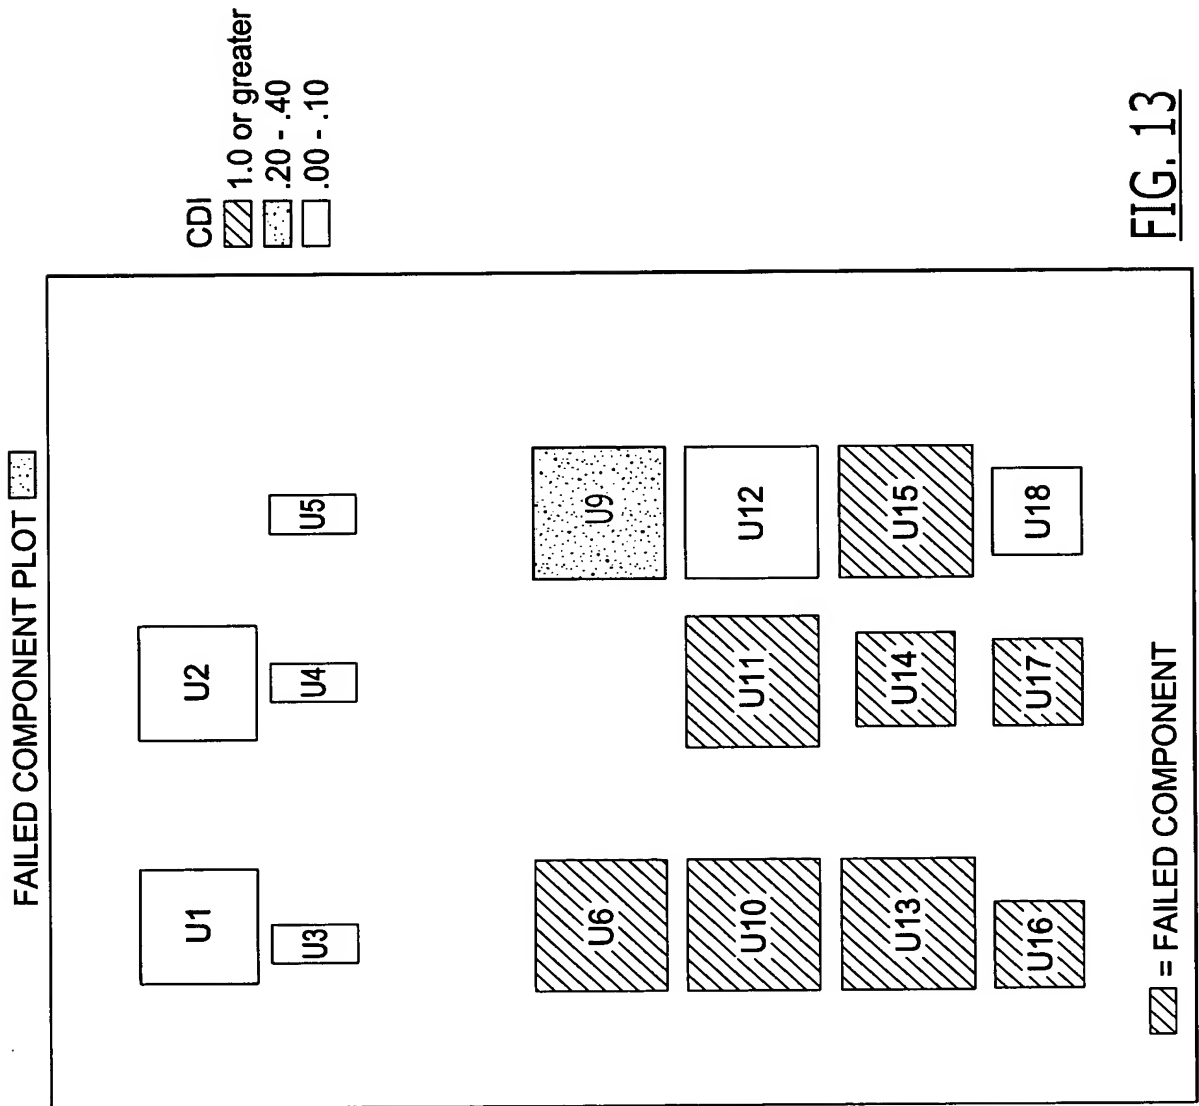 FAILED COMPONENT PLOT
CDI
1.0 or greater
.20 - .40
.00 - .10
U1 U2
U3 U4 U5
U6 U9
U10 U11 U12
U13 U14 U15
U16 U17 U18
= FAILED COMPONENT
FIG. 13